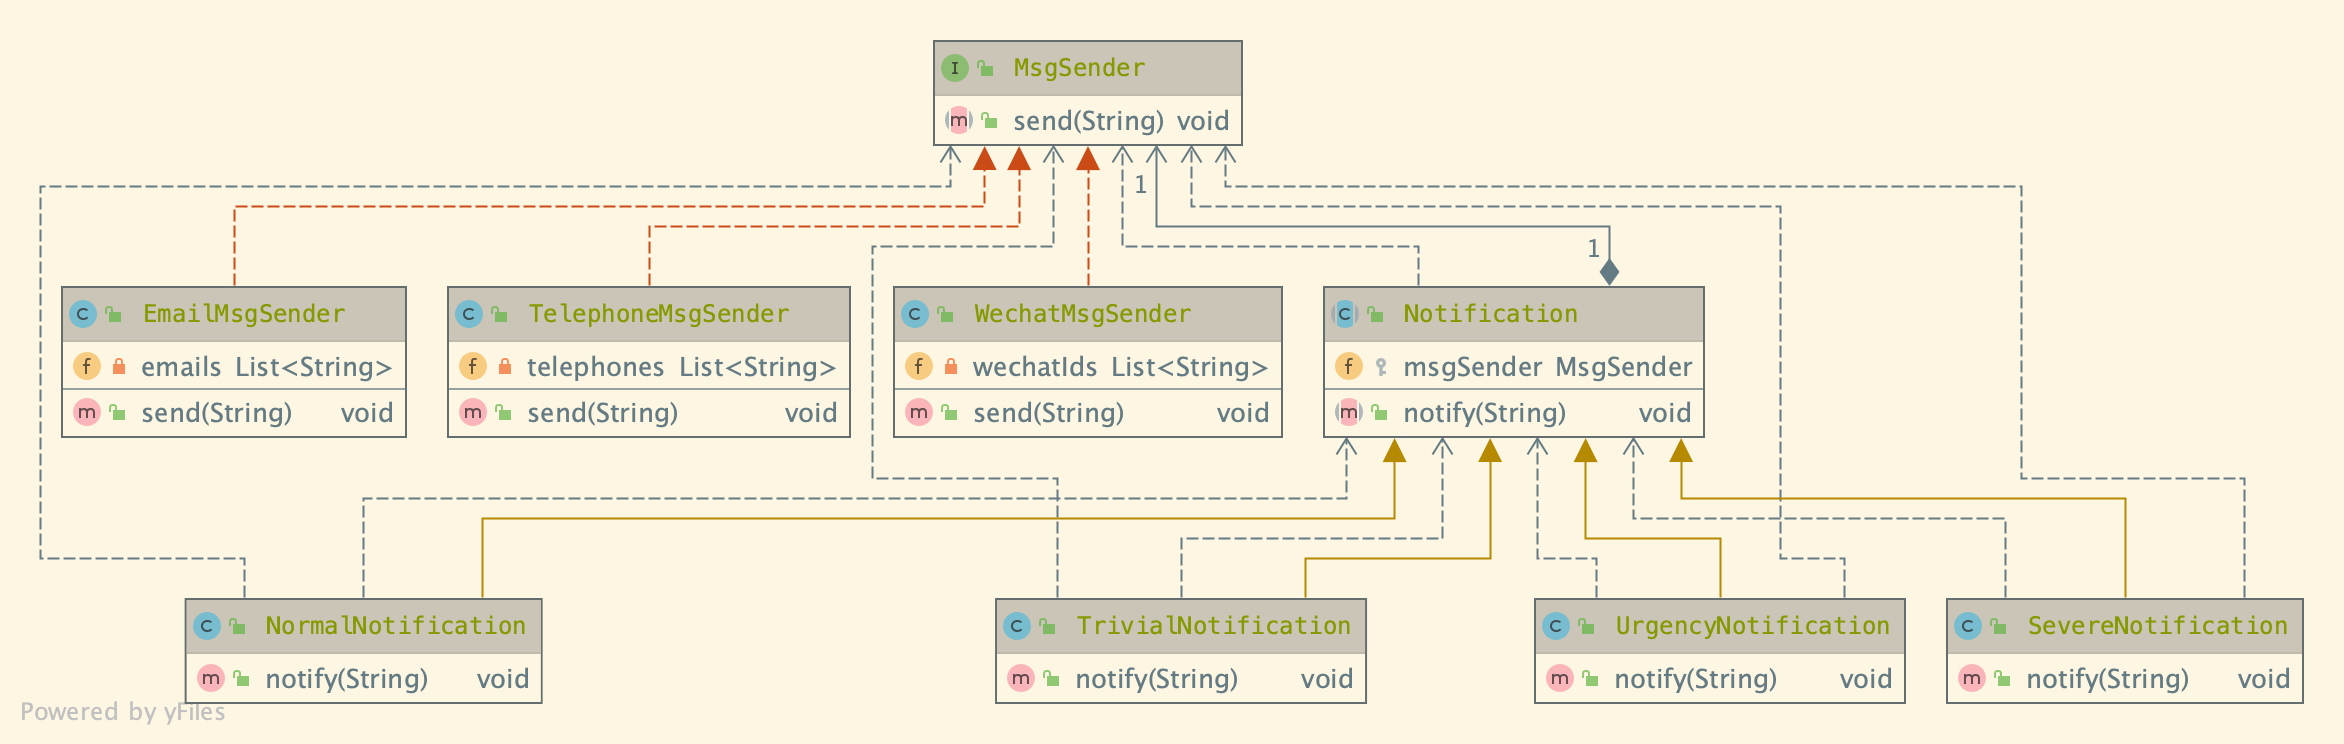 I MsgSender
m send(String) void
1
1
C EmailMsgSender
f emails List<String>
m send(String) void
C TelephoneMsgSender
f telephones List<String>
m send(String) void
C WechatMsgSender
f wechatIds List<String>
m send(String) void
C Notification
f msgSender MsgSender
m notify(String) void
C NormalNotification
m notify(String) void
C TrivialNotification
m notify(String) void
C UrgencyNotification
m notify(String) void
C SevereNotification
m notify(String) void
Powered by yFiles